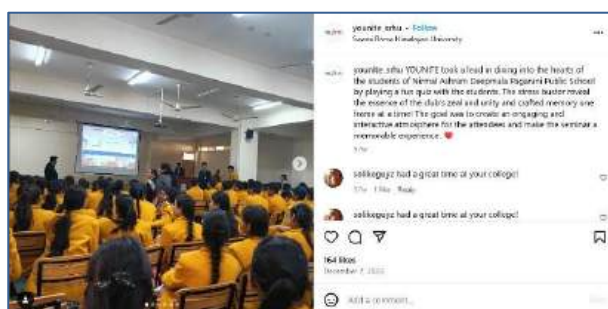 younite_srhu • Follow
Swami Rama Himalayan University
younite_srhu YOUNITE took a lead in diving into the hearts of
the students of Nirmal Ashram Deepmala Pagarani Public School
by playing a fun quiz with the students. The stress buster reveal
the essence of the club's zeal and unity and crafted memory one
frame at a time! The goal was to create an engaging and
interactive atmosphere for the attendees and make the seminar a
memorable experience. ❤️
solikeguyz had a great time at your college!
1 like Reply
solikeguyz had a great time at your college!
164 likes
December 7,
Add a comment...